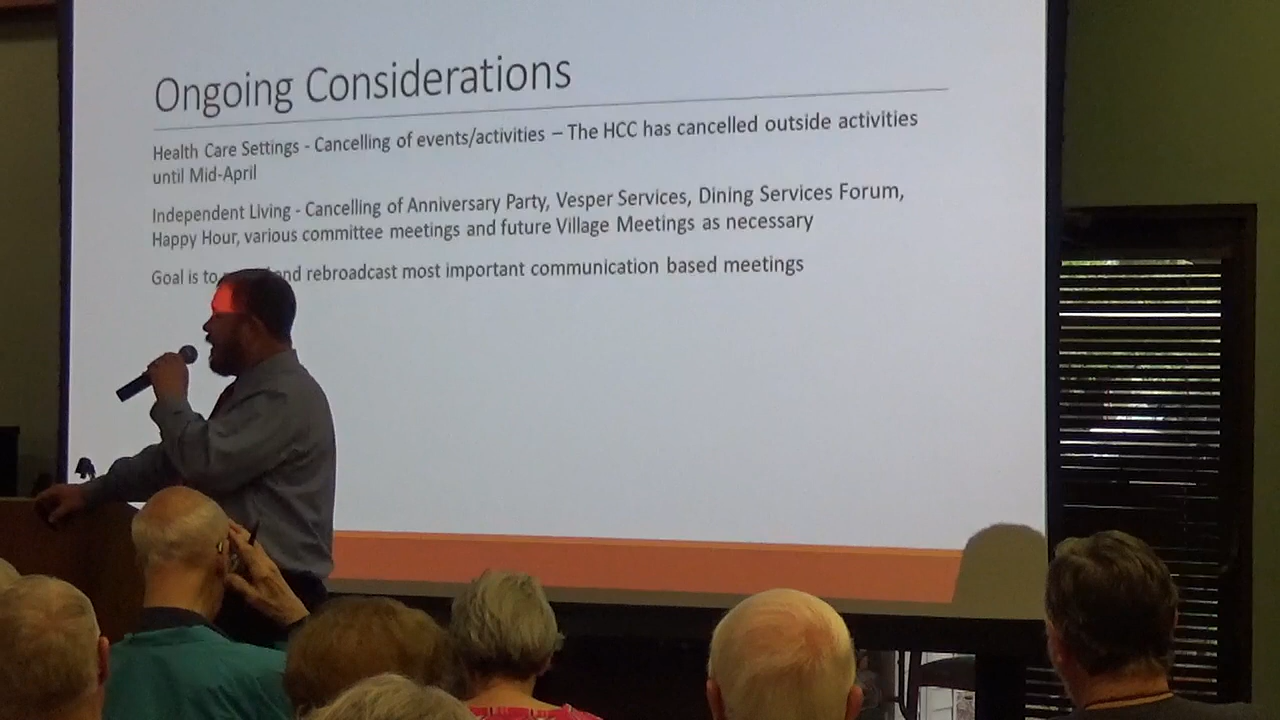 Ongoing Considerations
Health Care Settings - Cancelling of events/activities – The HCC has cancelled outside activities
until Mid-April
Independent Living - Cancelling of Anniversary Party, Vesper Services, Dining Services Forum,
Happy Hour, various committee meetings and future Village Meetings as necessary
Goal is to and rebroadcast most important communication based meetings